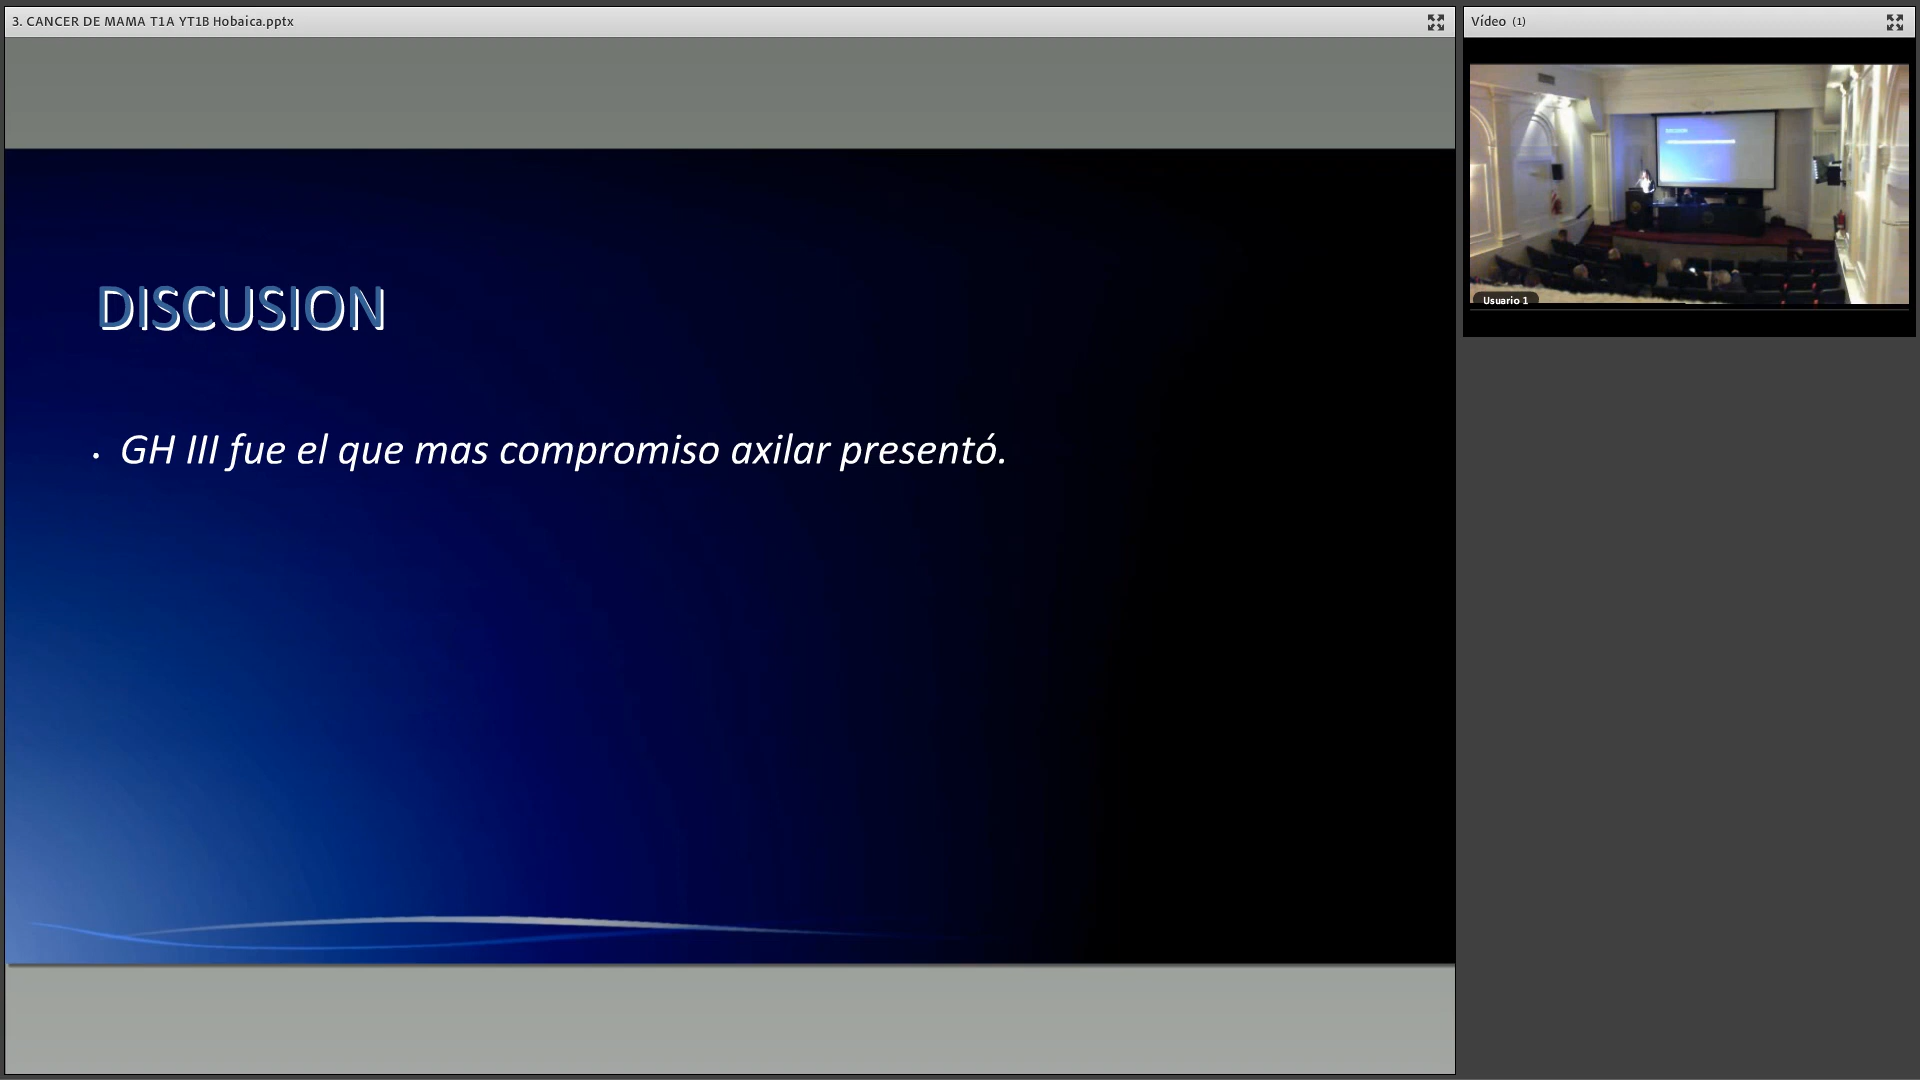 3. CANCER DE MAMA T1A YT1B Hobaica.pptx
Vídeo (1)
Usuario 1
DISCUSION
• GH III fue el que mas compromiso axilar presentó.